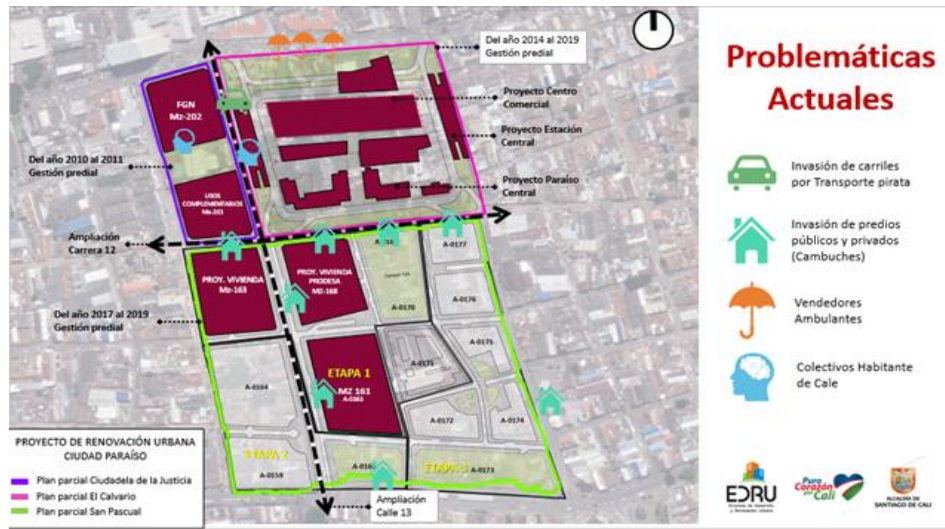 Del año 2014 al 2019
Gestión predial
Problemáticas
Actuales
FGN
Mz-202
Proyecto Centro
Comercial
Proyecto Estación
Central
Proyecto Paraíso
Central
Del año 2010 al 2011
Gestión predial
USOS
COMPLEMENTARIOS
Mz-203
Ampliación
Carrera 12
Invasión de carriles
por Transporte pirata
Invasión de predios
públicos y privados
(Cambuches)
Vendedores
Ambulantes
Colectivos Habitante
de Cale
A-0177
PROY. VIVIENDA
Mz-163
PROY. VIVIENDA
PRODESA
MZ-168
A-0176
A-0178
Del año 2017 al 2019
Gestión predial
A-0175
A-0173
ETAPA 1
MZ 161
A-0164
A-0172
A-0174
ETAPA 2
A-0159
ETAPA 3
A-0173
PROYECTO DE RENOVACIÓN URBANA
CIUDAD PARAÍSO
Plan parcial Ciudadela de la Justicia
Plan parcial El Calvario
Plan parcial San Pascual
Ampliación
Calle 13
EDRU
Puro
Corazón
por Cali
ALCALDÍA DE
SANTIAGO DE CALI